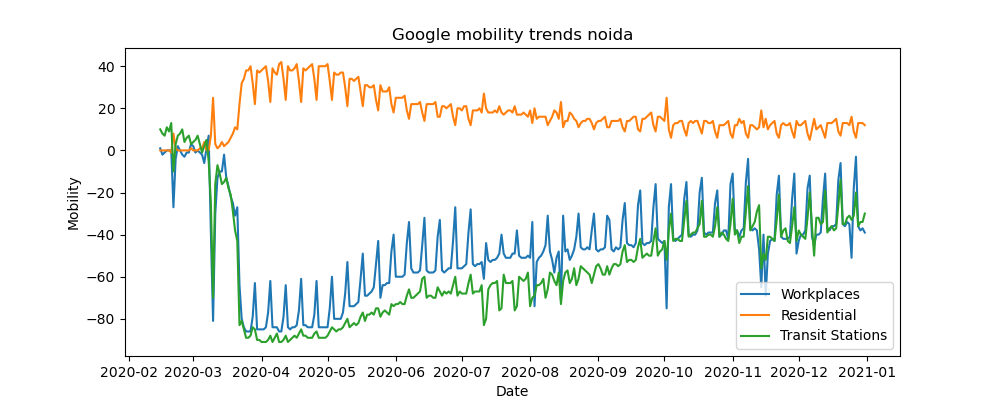 Google mobility trends noida
Mobility
40
20
0
−20
−40
−60
−80
2020-02 2020-03 2020-04 2020-05 2020-06 2020-07 2020-08 2020-09 2020-10 2020-11 2020-12 2021-01
Date
Workplaces
Residential
Transit Stations